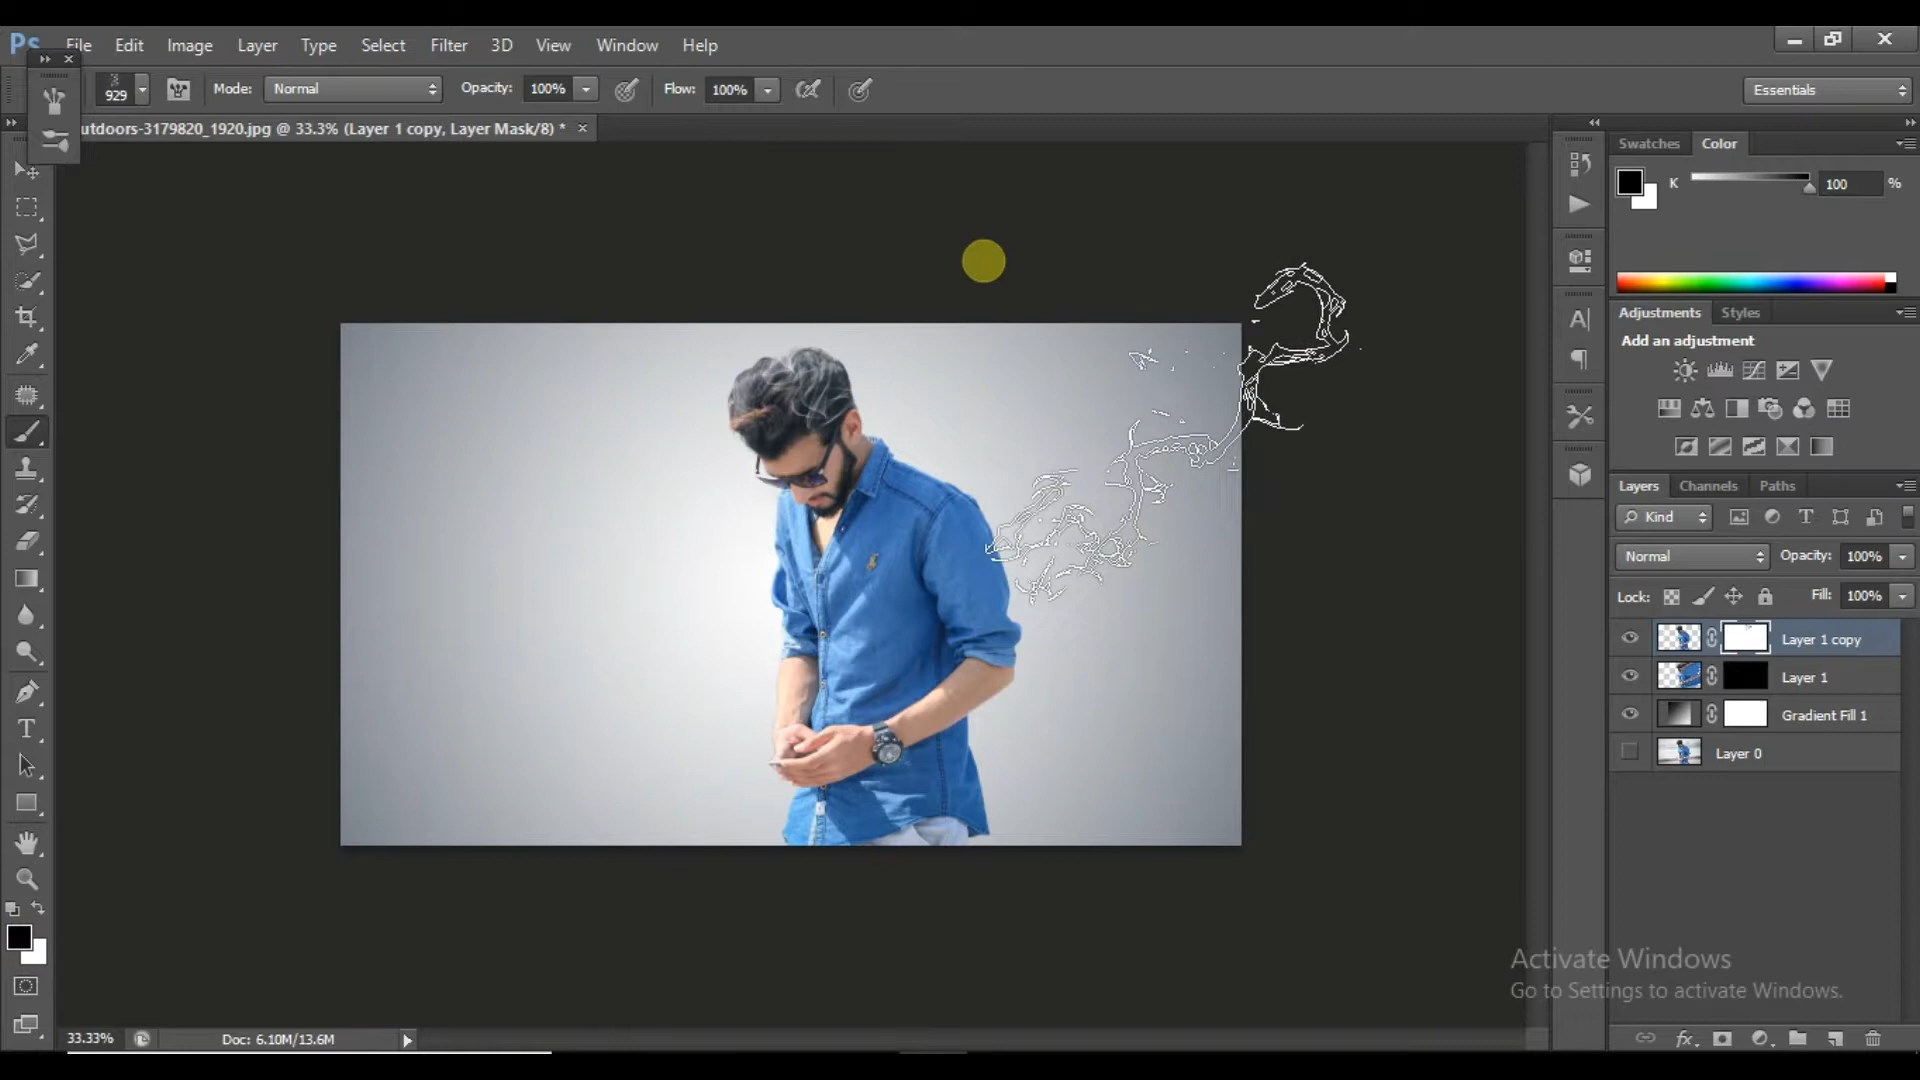 Ps File Edit Image Layer Type Select Filter 3D View Window Help
929 Mode: Normal Opacity: 100% Flow: 100% Essentials
utdoors-3179820_1920.jpg @ 33.3% (Layer 1 copy, Layer Mask/8) *
Swatches Color
K 100 %
Adjustments Styles
Add an adjustment
Layers Channels Paths
Kind
Normal Opacity: 100%
Lock: Fill: 100%
Layer 1 copy
Layer 1
Gradient Fill 1
Layer 0
Activate Windows
Go to Settings to activate Windows.
33.33% Doc: 6.10M/13.6M